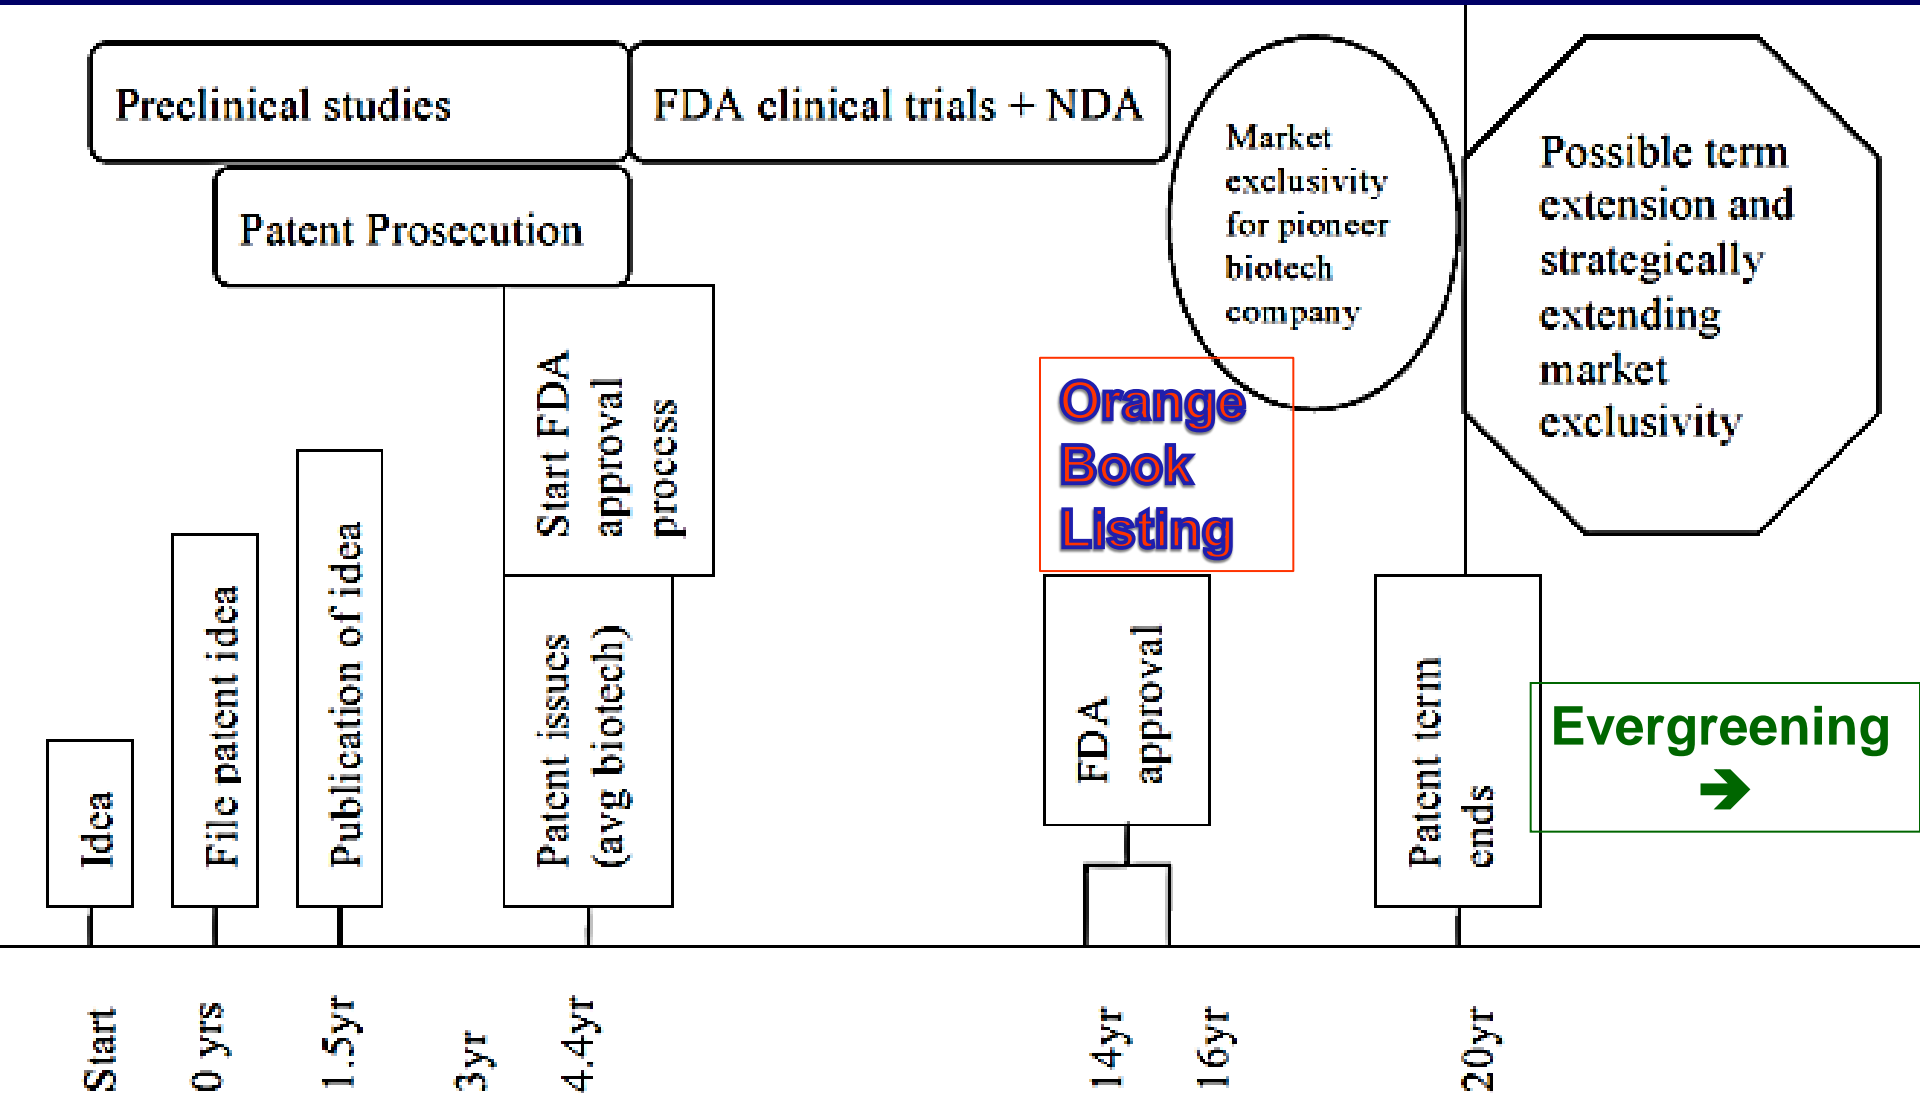 Preclinical studies
FDA clinical trials + NDA
Patent Prosecution
Market
exclusivity
for pioneer
biotech
company
Possible term
extension and
strategically
extending
market
exclusivity
Start FDA
approval
process
Orange
Book
Listing
Idea
File patent idea
Publication of idea
Patent issues
(avg biotech)
FDA
approval
Patent term
ends
Evergreening
➔
Start
0 yrs
1.5yr
3yr
4.4yr
14yr
16yr
20yr